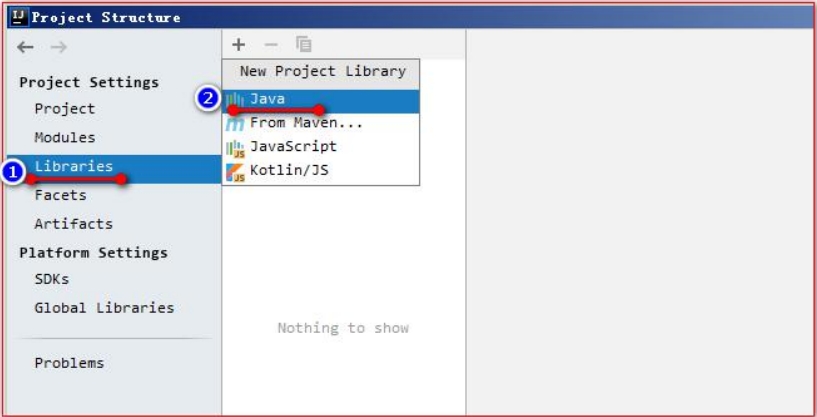 Project Structure
Project Settings
Project
Modules
1
Libraries
Facets
Artifacts
Platform Settings
SDKs
Global Libraries
Problems
New Project Library
2
Java
From Maven...
JavaScript
Kotlin/JS
Nothing to show